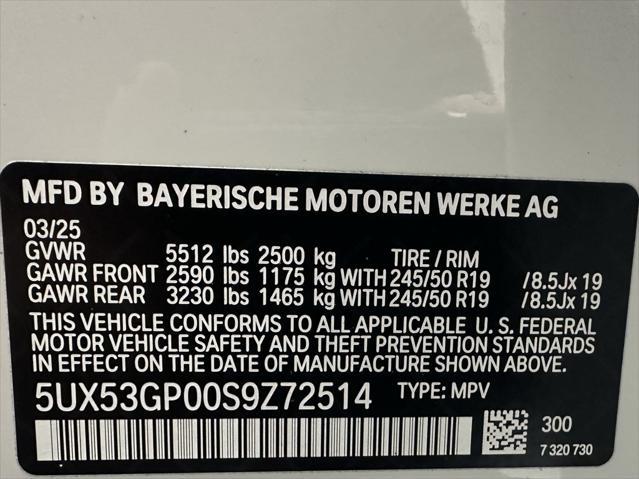 MFD BY BAYERISCHE MOTOREN WERKE AG
03/25
GVWR 5512 lbs 2500 kg TIRE / RIM
GAWR FRONT 2590 lbs 1175 kg WITH 245/50 R19 /8.5Jx 19
GAWR REAR 3230 lbs 1465 kg WITH 245/50 R19 /8.5Jx 19
THIS VEHICLE CONFORMS TO ALL APPLICABLE U. S. FEDERAL
MOTOR VEHICLE SAFETY AND THEFT PREVENTION STANDARDS
IN EFFECT ON THE DATE OF MANUFACTURE SHOWN ABOVE.
5UX53GP00S9Z72514 TYPE: MPV
300
7 320 730